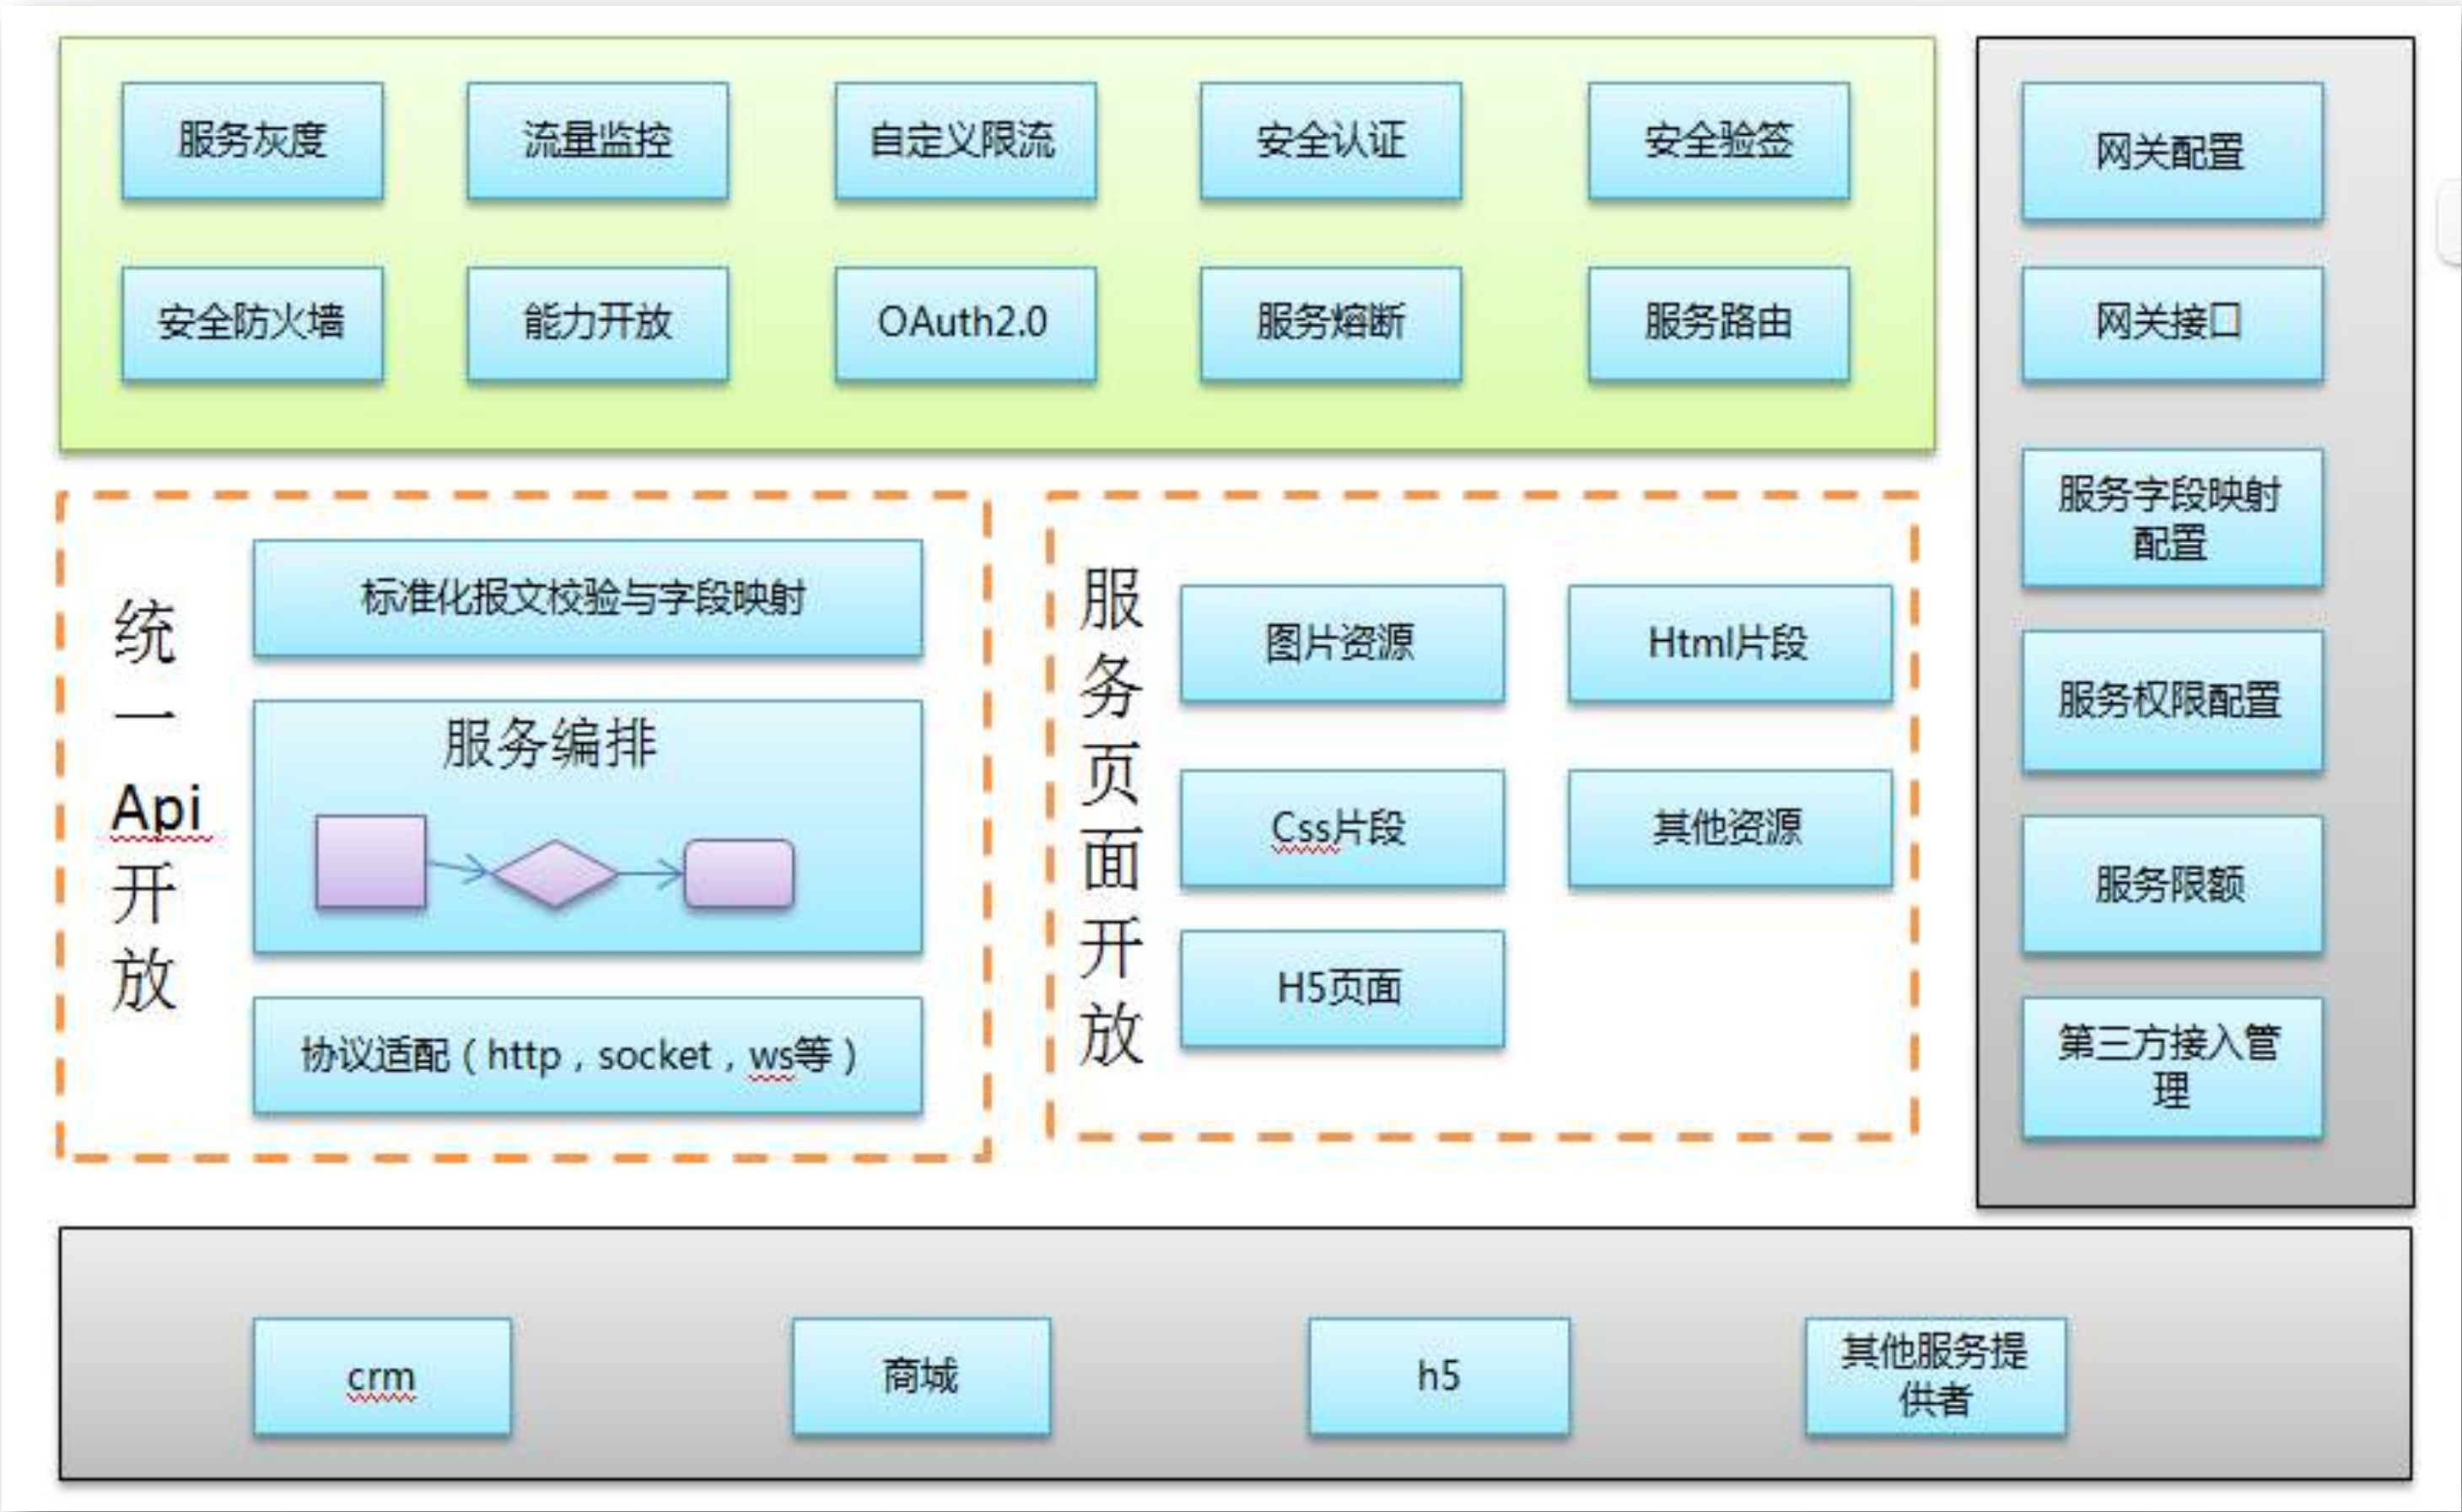 服务灰度
流量监控
自定义限流
安全认证
安全验签
安全防火墙
能力开放
OAuth2.0
服务熔断
服务路由
统
一
Api
开
放
标准化报文校验与字段映射
服务编排
协议适配（http，socket，ws等）
服
务
页
面
开
放
图片资源
Html片段
Css片段
其他资源
H5页面
网关配置
网关接口
服务字段映射
配置
服务权限配置
服务限额
第三方接入管
理
crm
商城
h5
其他服务提
供者